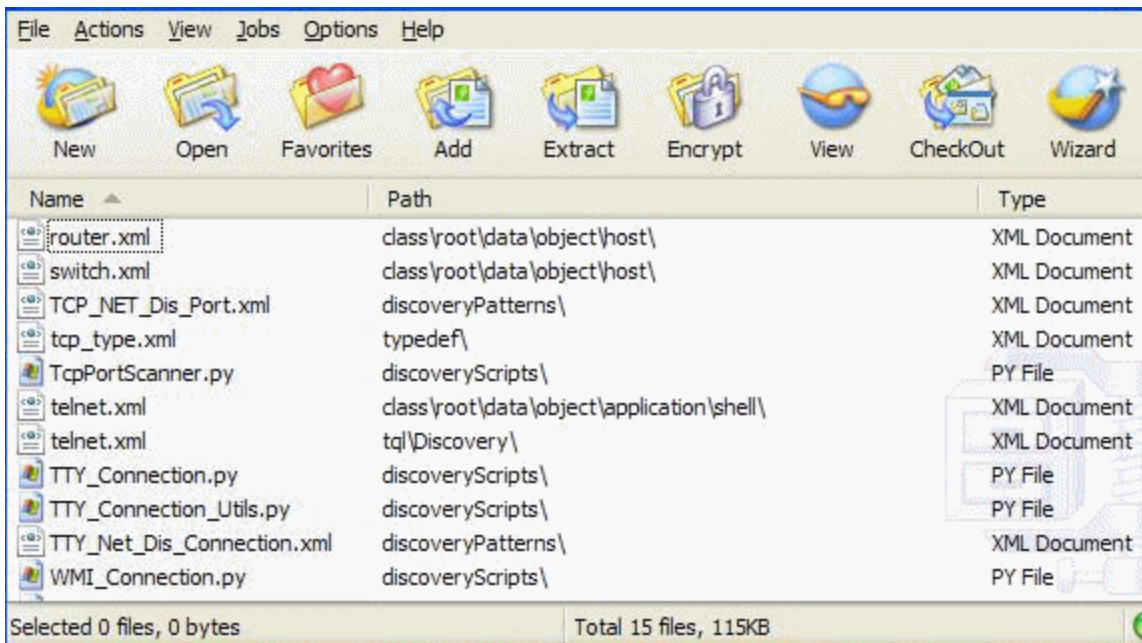 File Actions View Jobs Options Help
New Open Favorites Add Extract Encrypt View CheckOut Wizard
Name Path Type
router.xml class\root\data\object\host\ XML Document
switch.xml class\root\data\object\host\ XML Document
TCP_NET_Dis_Port.xml discoveryPatterns\ XML Document
tcp_type.xml typedef\ XML Document
TcpPortScanner.py discoveryScripts\ PY File
telnet.xml class\root\data\object\application\shell\ XML Document
telnet.xml tql\Discovery\ XML Document
TTY_Connection.py discoveryScripts\ PY File
TTY_Connection_Utils.py discoveryScripts\ PY File
TTY_Net_Dis_Connection.xml discoveryPatterns\ XML Document
WMI_Connection.py discoveryScripts\ PY File
Selected 0 files, 0 bytes Total 15 files, 115KB